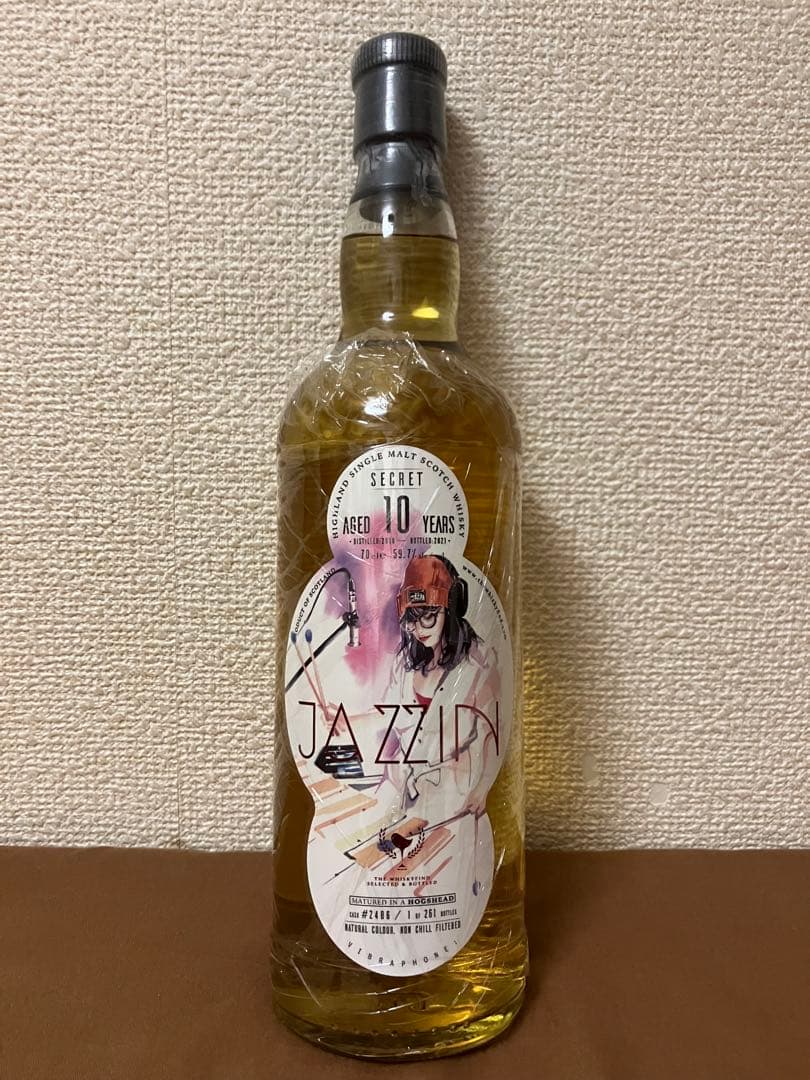 HIGHLAND SINGLE MALT SCOTCH WHISKY
SECRET
AGED 10 YEARS
• DISTILLED:2010 — BOTTLED:2021 •
70cl 59.7%
PRODUCT OF SCOTLAND
JAZZiN
THE WHISKYFIND
SELECTED & BOTTLED
MATURED IN A HOGSHEAD
CASK #2406 / 1 OF 261 BOTTLES
NATURAL COLOUR, NON CHILL FILTERED
VIBRAPHONE